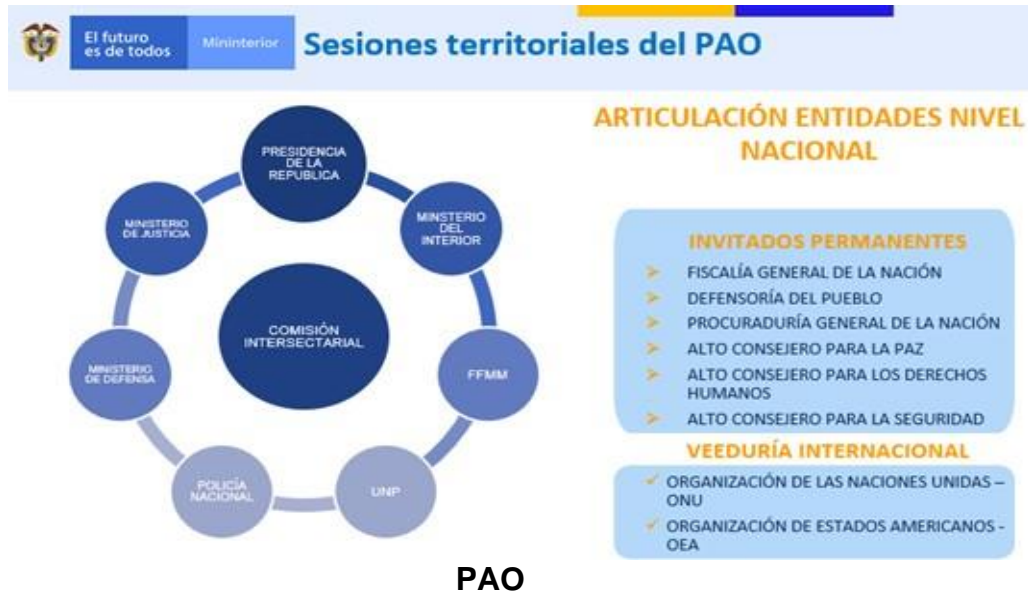 El futuro
es de todos
Mininterior
Sesiones territoriales del PAO
PRESIDENCIA
DE LA
REPUBLICA
MINISTERIO
DE JUSTICIA
MINSTERIO
DEL
INTERIOR
COMISIÓN
INTERSECTARIAL
MINISTERIO
DE DEFENSA
FFMM
POLICÍA
NACIONAL
UNP
ARTICULACIÓN ENTIDADES NIVEL
NACIONAL
INVITADOS PERMANENTES
➤ FISCALÍA GENERAL DE LA NACIÓN
➤ DEFENSORÍA DEL PUEBLO
➤ PROCURADURÍA GENERAL DE LA NACIÓN
➤ ALTO CONSEJERO PARA LA PAZ
➤ ALTO CONSEJERO PARA LOS DERECHOS
HUMANOS
➤ ALTO CONSEJERO PARA LA SEGURIDAD
VEEDURÍA INTERNACIONAL
✓ ORGANIZACIÓN DE LAS NACIONES UNIDAS –
ONU
✓ ORGANIZACIÓN DE ESTADOS AMERICANOS -
OEA
PAO